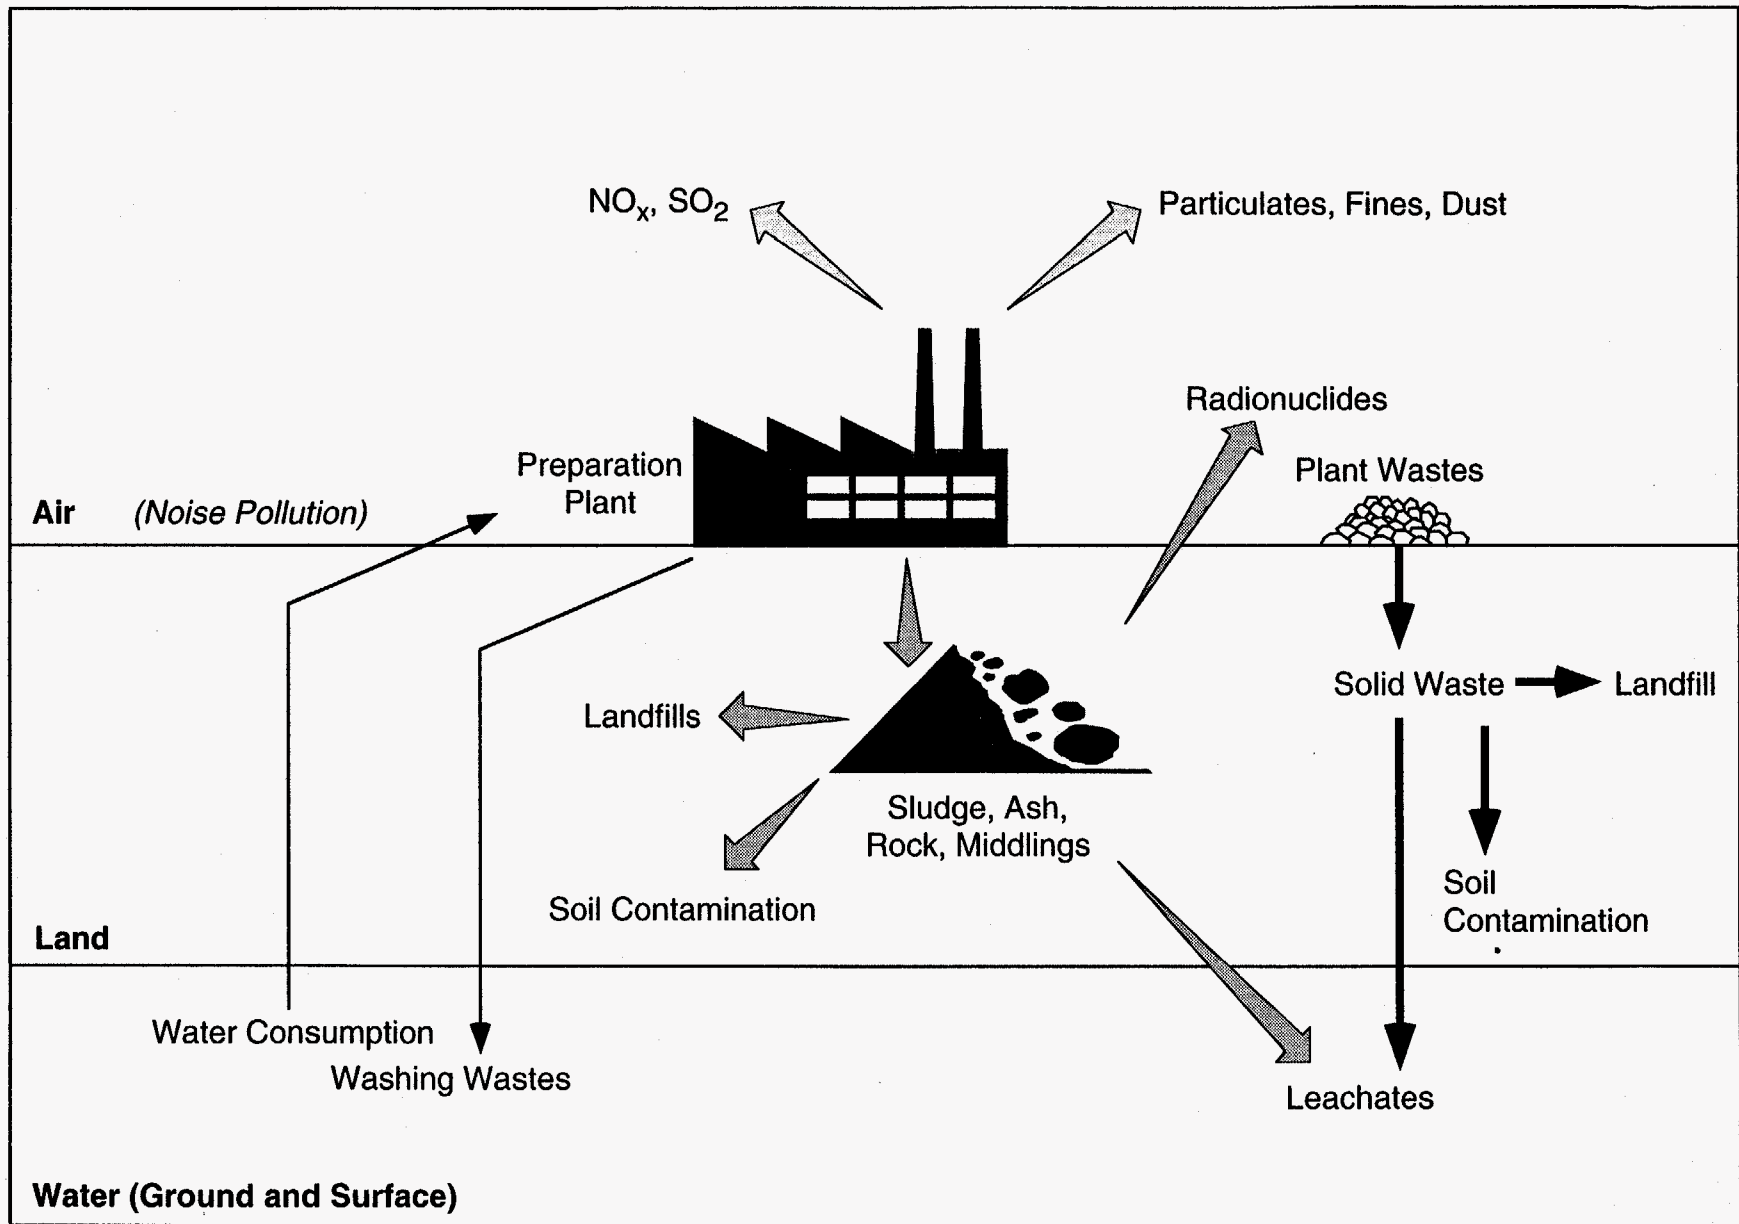 NOx, SO2
Particulates, Fines, Dust
Radionuclides
Preparation
Plant
Plant Wastes
Air
(Noise Pollution)
Solid Waste
Landfill
Landfills
Sludge, Ash,
Rock, Middlings
Soil
Contamination
Soil Contamination
Land
Water Consumption
Washing Wastes
Leachates
Water (Ground and Surface)